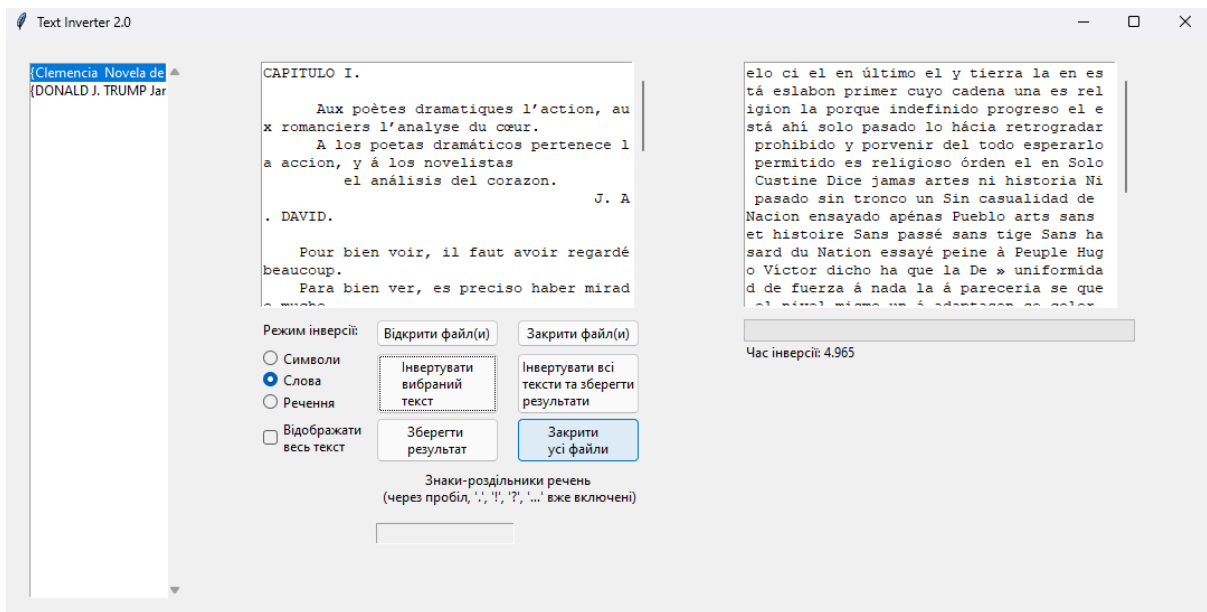 Text Inverter 2.0
{Clemencia Novela de
{DONALD J. TRUMP Jar
CAPITULO I.
Aux poètes dramatiques l’action, au
x romanciers l’analyse du cœur.
A los poetas dramáticos pertenece l
a accion, y á los novelistas
el análisis del corazon.
J. A
. DAVID.
Pour bien voir, il faut avoir regardé
beaucoup.
Para bien ver, es preciso haber mirad
o mucho
elo ci el en último el y tierra la en es
tá eslabon primer cuyo cadena una es rel
igion la porque indefinido progreso el e
stá ahí solo pasado lo hácia retrogradar
prohibido y porvenir del todo esperarlo
permitido es religioso órden el en Solo
Custine Dice jamas artes ni historia Ni
pasado sin tronco un Sin casualidad de
Nacion ensayado apénas Pueblo arts sans
et histoire Sans passé sans tige Sans ha
sard du Nation essayé peine à Peuple Hug
o Víctor dicho ha que la De » uniformida
d de fuerza á nada la á pareceria se que
el nivel mismo un á adaptasen se color
Режим інверсії:
Символи
Слова
Речення
Відображати
весь текст
Відкрити файл(и)
Закрити файл(и)
Інвертувати
вибраний
текст
Інвертувати всі
тексти та зберегти
результати
Зберегти
результат
Закрити
усі файли
Знаки-роздільники речень
(через пробіл, '.', '!', '?', '...' вже включені)
Час інверсії: 4.965